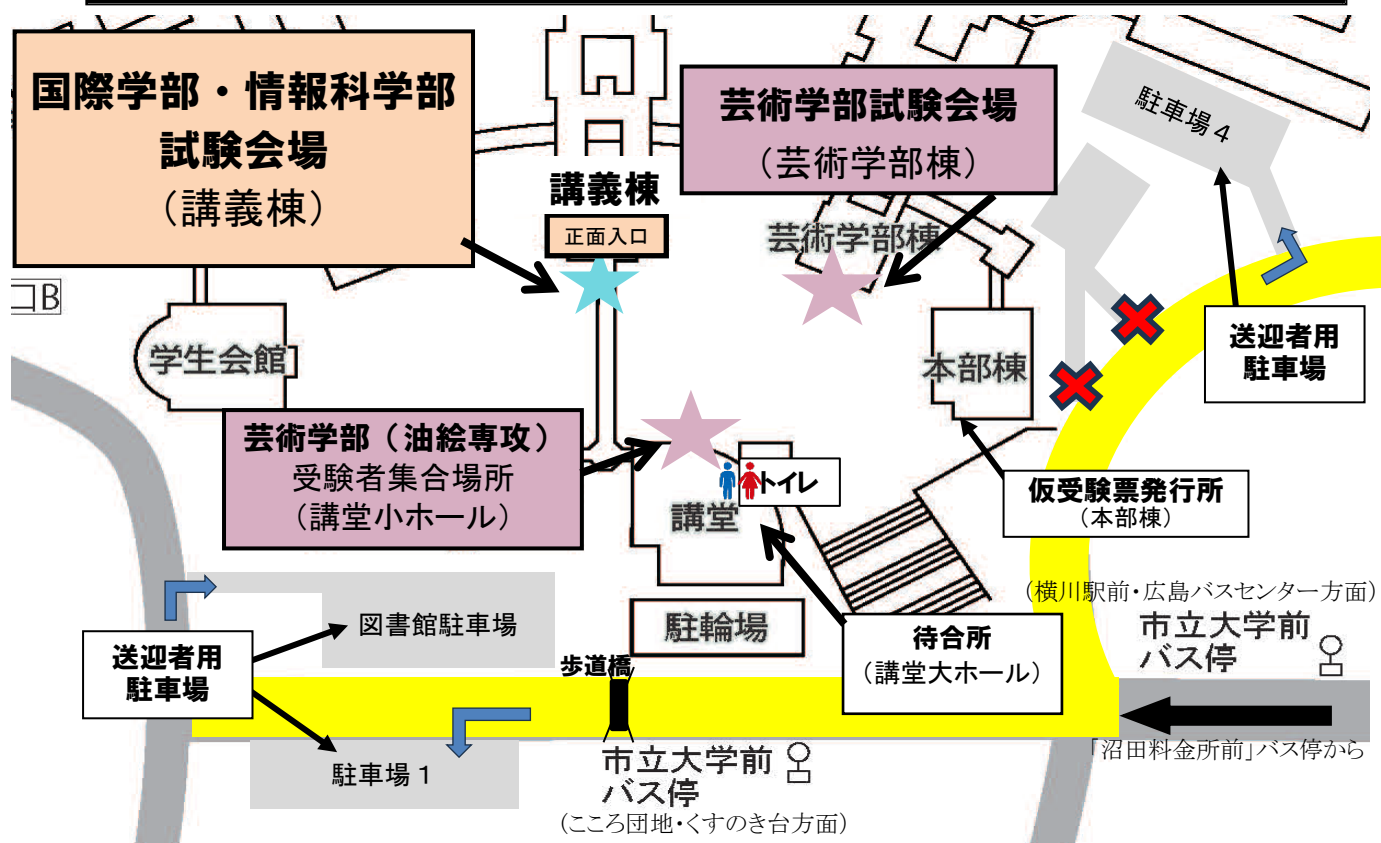 国際学部・情報科学部
試験会場
（講義棟）
芸術学部試験会場
（芸術学部棟）
駐車場４
講義棟
正面入口
芸術学部棟
口B
学生会館
本部棟
送迎者用
駐車場
芸術学部（油絵専攻）
受験者集合場所
（講堂小ホール）
トイレ
講堂
仮受験票発行所
（本部棟）
（横川駅前・広島バスセンター方面）
市立大学前
バス停
図書館駐車場
駐輪場
待合所
（講堂大ホール）
送迎者用
駐車場
歩道橋
「沼田料金所前」バス停から
駐車場１
市立大学前
バス停
（こころ団地・くすのき台方面）